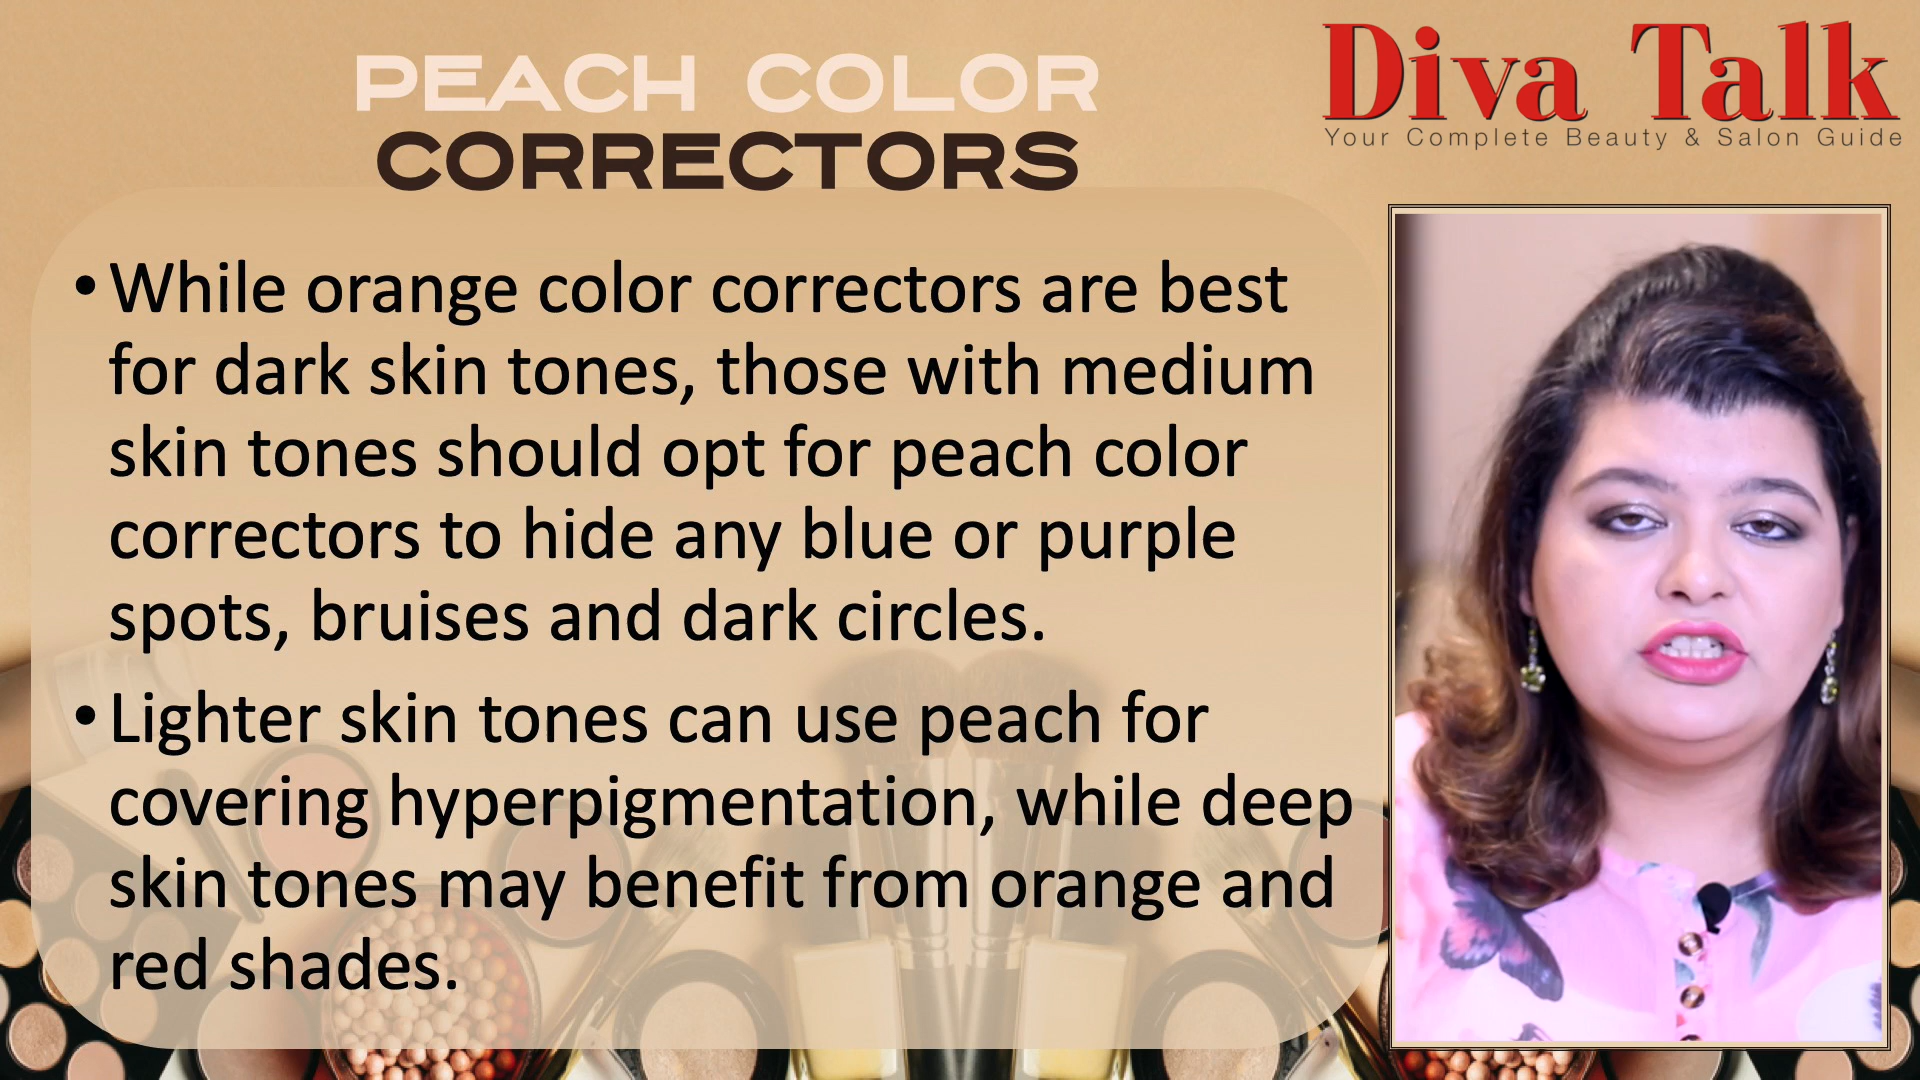 PEACH COLOR
CORRECTORS
Diva Talk
Your Complete Beauty & Salon Guide
• While orange color correctors are best
for dark skin tones, those with medium
skin tones should opt for peach color
correctors to hide any blue or purple
spots, bruises and dark circles.
• Lighter skin tones can use peach for
covering hyperpigmentation, while deep
skin tones may benefit from orange and
red shades.